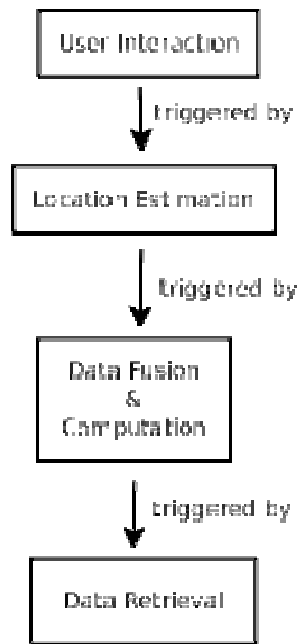 User Interaction
triggered by
Location Estimation
triggered by
Data Fusion
&
Computation
triggered by
Data Retrieval